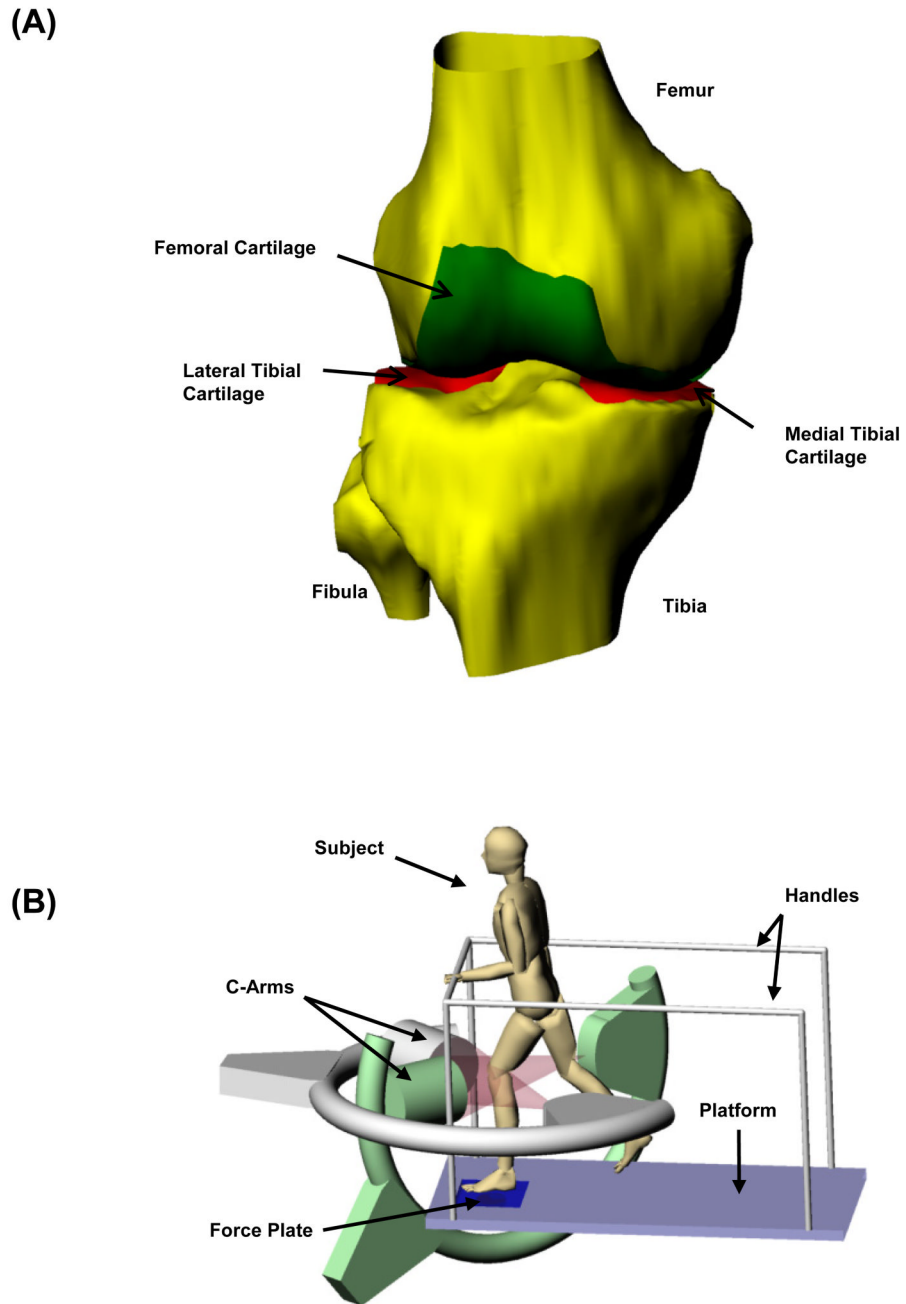 (A)
Femur
Femoral Cartilage
Lateral Tibial
Cartilage
Medial Tibial
Cartilage
Fibula
Tibia
(B)
Subject
Handles
C-Arms
Platform
Force Plate